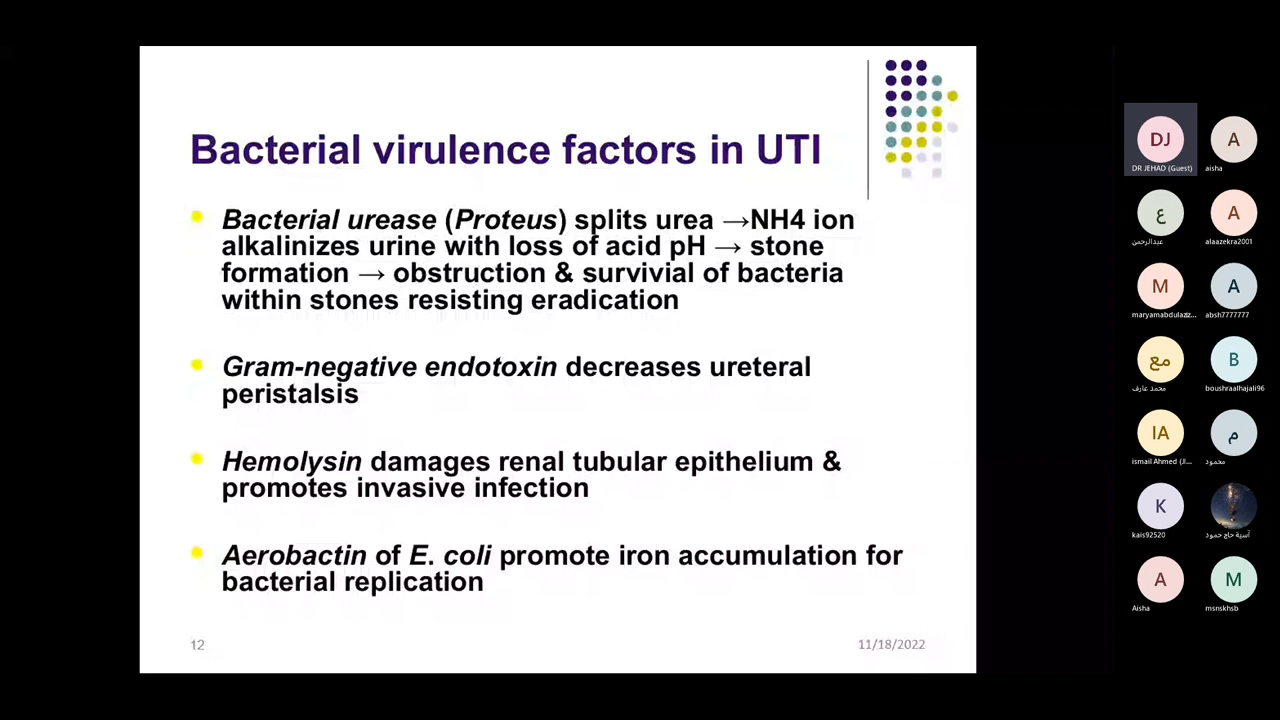 Bacterial virulence factors in UTI
Bacterial urease (Proteus) splits urea →NH4 ion
alkalinizes urine with loss of acid pH → stone
formation → obstruction & survivial of bacteria
within stones resisting eradication
Gram-negative endotoxin decreases ureteral
peristalsis
Hemolysin damages renal tubular epithelium &
promotes invasive infection
Aerobactin of E. coli promote iron accumulation for
bacterial replication
12
11/18/2022
DJ
DR JEHAD (Guest)
A
aisha
ع
عبدالرحمن
A
alaazekra2001
M
maryamabdulaziz...
A
absh7777777
مع
محمد عارف
B
boushraalhajali96
IA
ismail Ahmed (JI...
م
محمود
K
kais92520
آسية حاج حمود
A
Aisha
M
msnskhsb